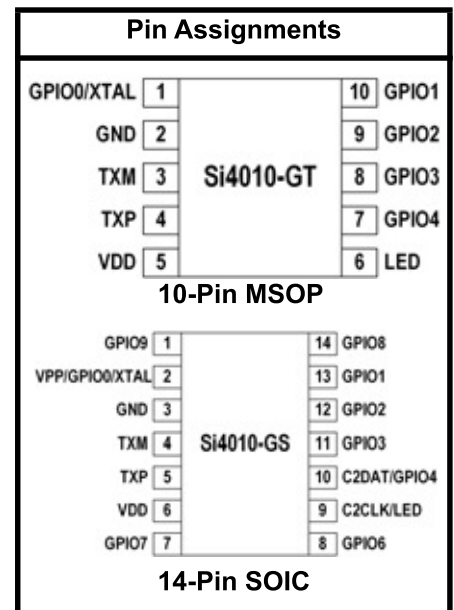 Pin Assignments
GPIO0/XTAL 1 10 GPIO1
GND 2 9 GPIO2
TXM 3 Si4010-GT 8 GPIO3
TXP 4 7 GPIO4
VDD 5 6 LED
10-Pin MSOP
GPIO9 1 14 GPIO8
VPP/GPIO0/XTAL 2 13 GPIO1
GND 3 12 GPIO2
TXM 4 Si4010-GS 11 GPIO3
TXP 5 10 C2DAT/GPIO4
VDD 6 9 C2CLK/LED
GPIO7 7 8 GPIO6
14-Pin SOIC